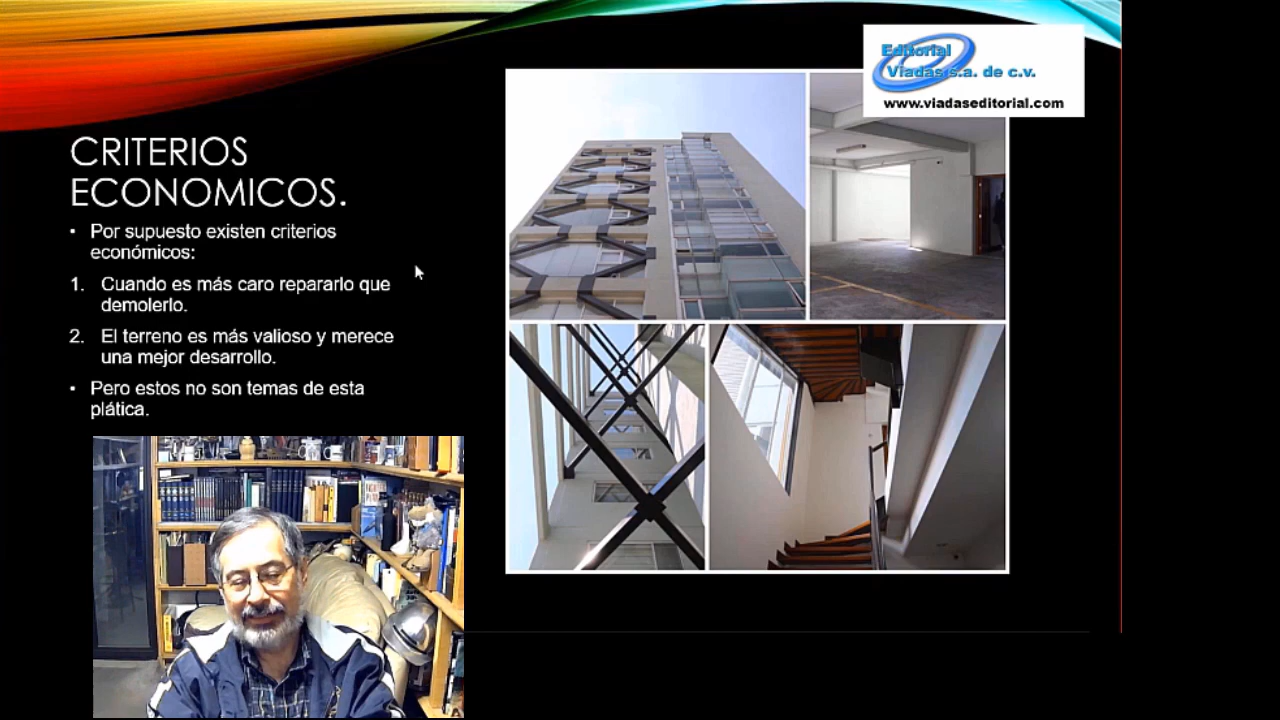 Editorial
Viadas s.a. de c.v.
www.viadaseditorial.com
CRITERIOS
ECONOMICOS.
• Por supuesto existen criterios
económicos:
1. Cuando es más caro repararlo que
demolerlo.
2. El terreno es más valioso y merece
una mejor desarrollo.
• Pero estos no son temas de esta
plática.